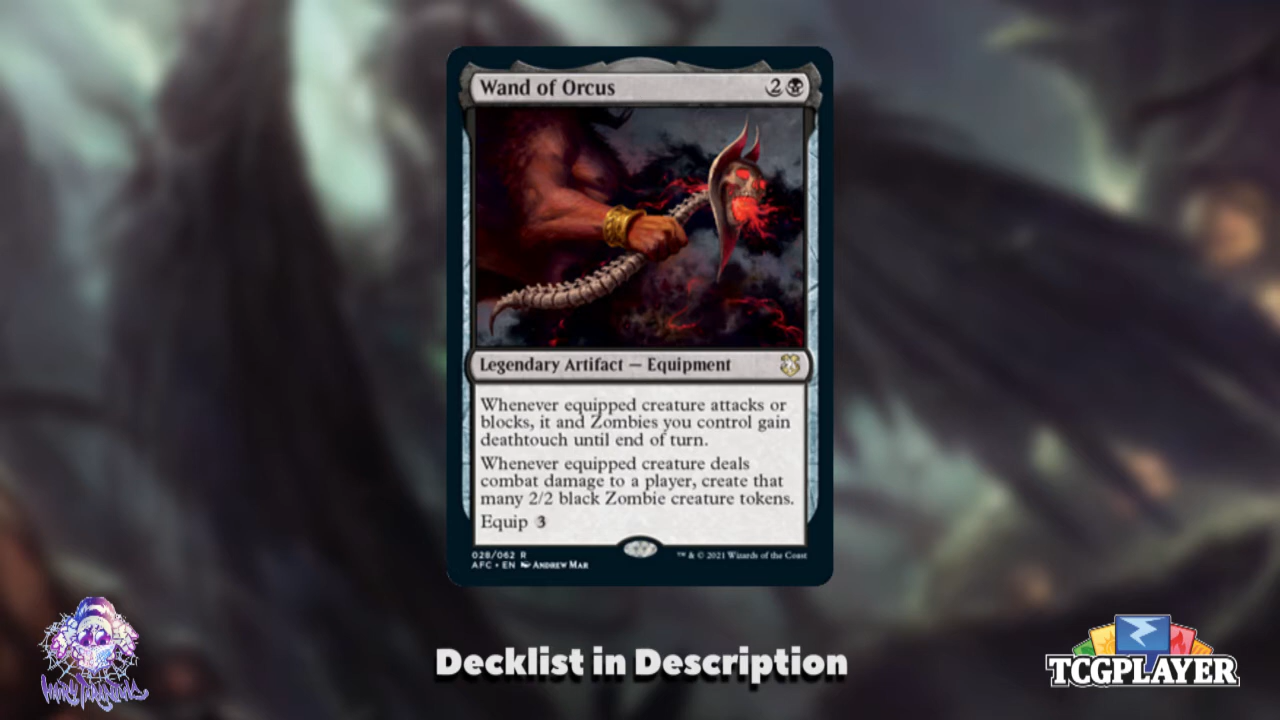 Wand of Orcus
2
Legendary Artifact — Equipment
Whenever equipped creature attacks or
blocks, it and Zombies you control gain
deathtouch until end of turn.
Whenever equipped creature deals
combat damage to a player, create that
many 2/2 black Zombie creature tokens.
Equip 3
028/062 R
AFC • EN Andrew Mar
™ & © 2021 Wizards of the Coast
Decklist in Description
TCGPLAYER